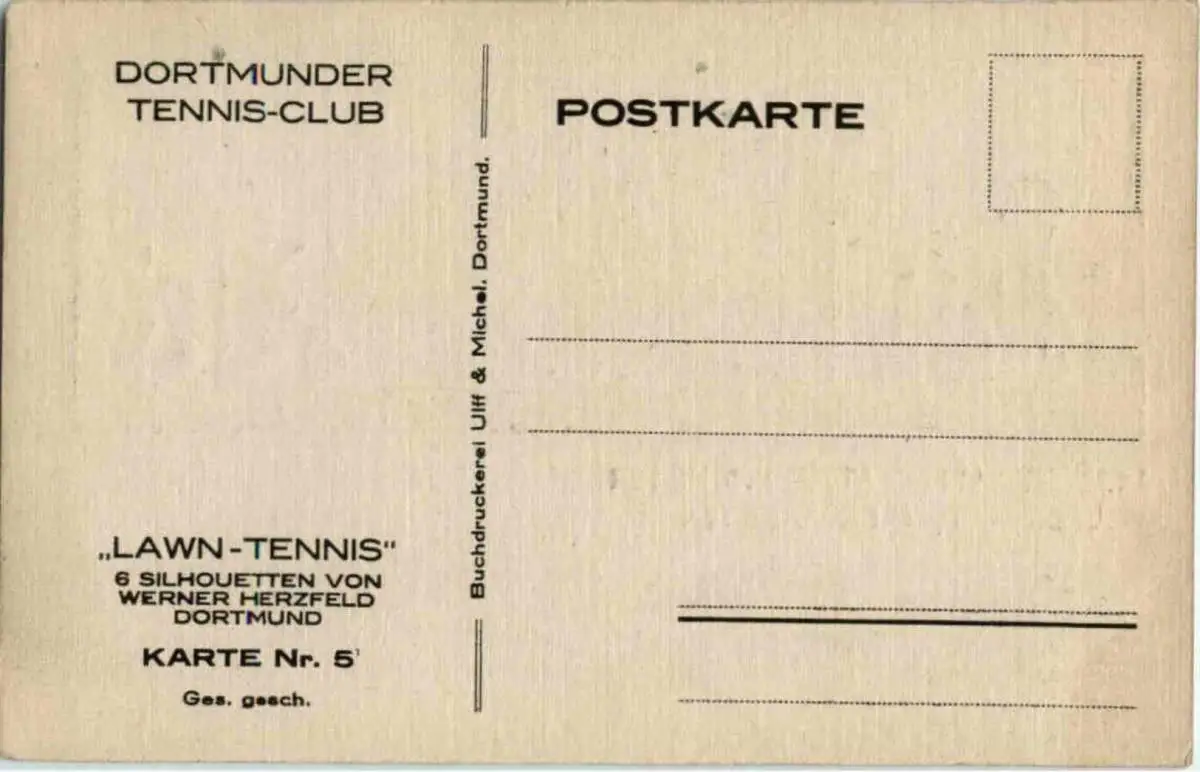 DORTMUNDER
TENNIS-CLUB
„LAWN-TENNIS"
6 SILHOUETTEN VON
WERNER HERZFELD
DORTMUND
KARTE Nr. 5
Ges. gesch.
Buchdruckerei Ulff & Michel. Dortmund.
POSTKARTE